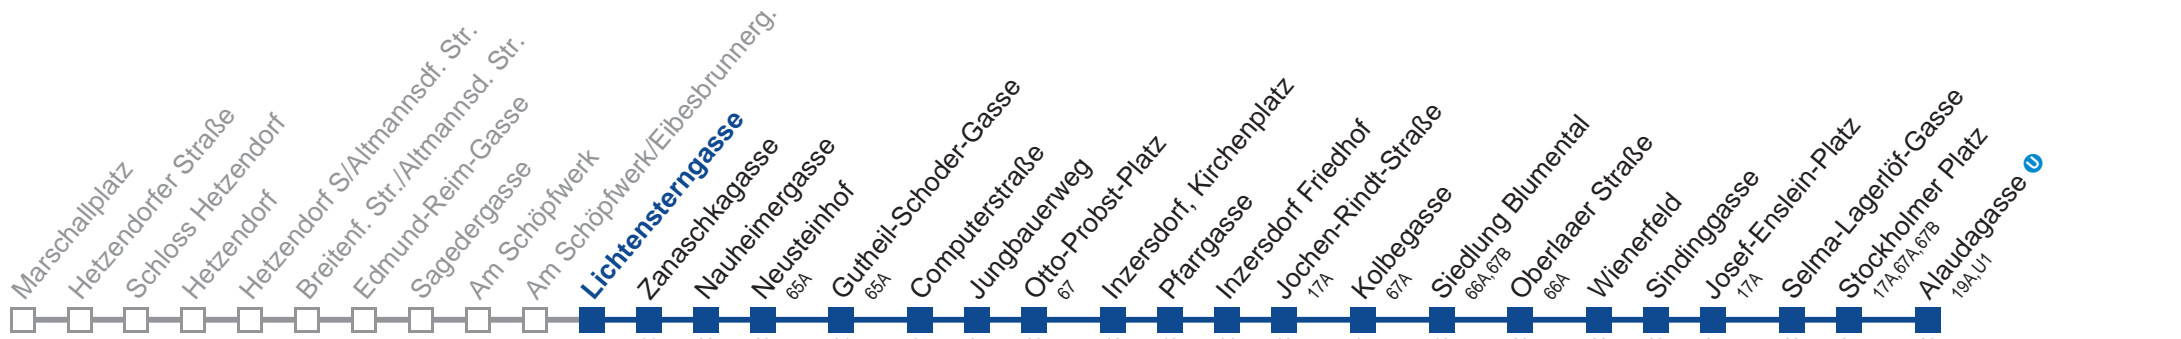 Marschallplatz
Hetzendorfer Straße
Schloss Hetzendorf
Hetzendorf
Hetzendorf S/Altmannsdf. Str.
Breitenf. Str./Altmannsd. Str.
Edmund-Reim-Gasse
Sagedergasse
Am Schöpfwerk
Am Schöpfwerk/Eibesbrunnerg.
Lichtensterngasse
Zanaschkagasse
Nauheimergasse
Neusteinhof
65A
Gutheil-Schoder-Gasse
65A
Computerstraße
Jungbauerweg
Otto-Probst-Platz
67
Inzersdorf, Kirchenplatz
Pfarrgasse
Inzersdorf Friedhof
Jochen-Rindt-Straße
17A
Kolbegasse
67A
Siedlung Blumental
66A, 67B
Oberlaaer Straße
66A
Wienerfeld
Sindinggasse
Josef-Enslein-Platz
17A
Selma-Lagerlöf-Gasse
Stockholmer Platz
17A, 67A, 67B
Alaudagasse U
19A, U1